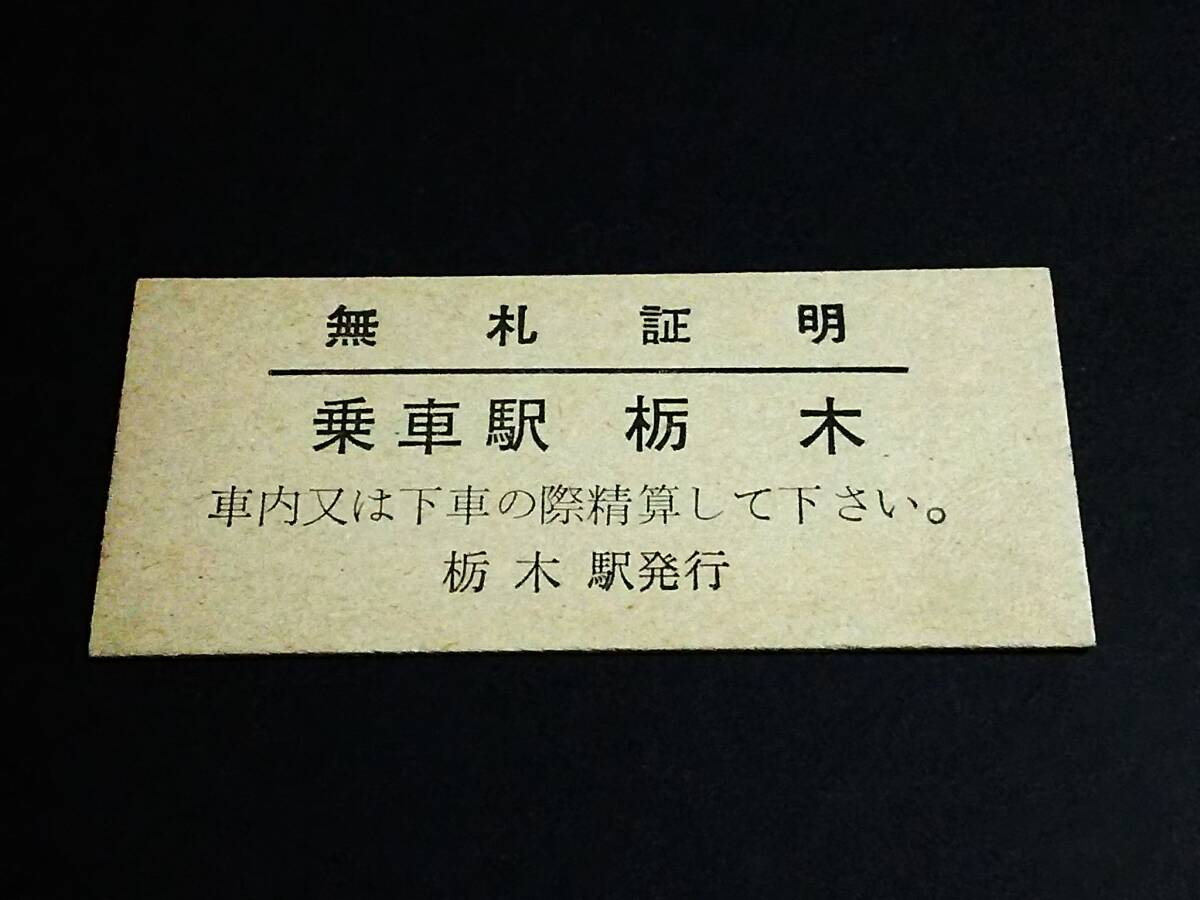 無札証明
乗車駅 栃木
車内又は下車の際精算して下さい。
栃木駅発行